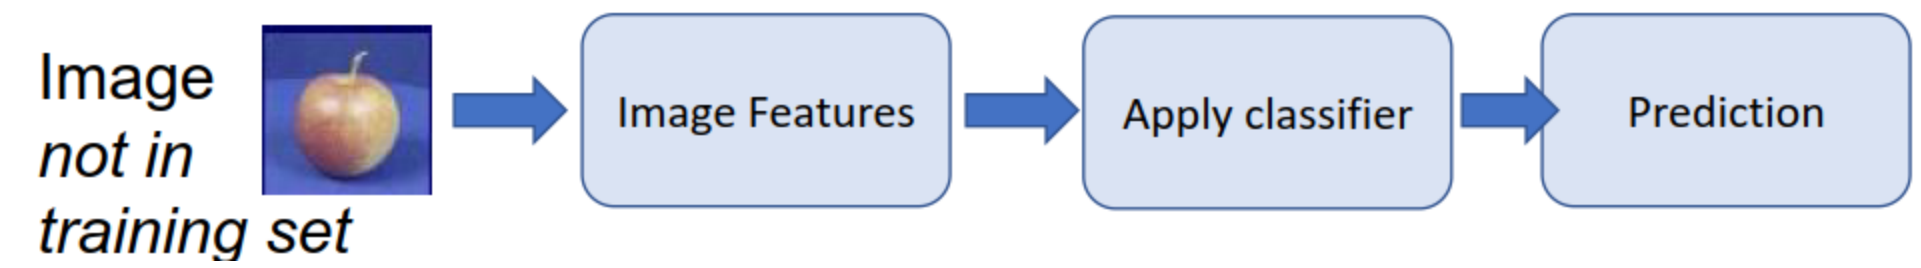 Image
not in
training set
Image Features
Apply classifier
Prediction